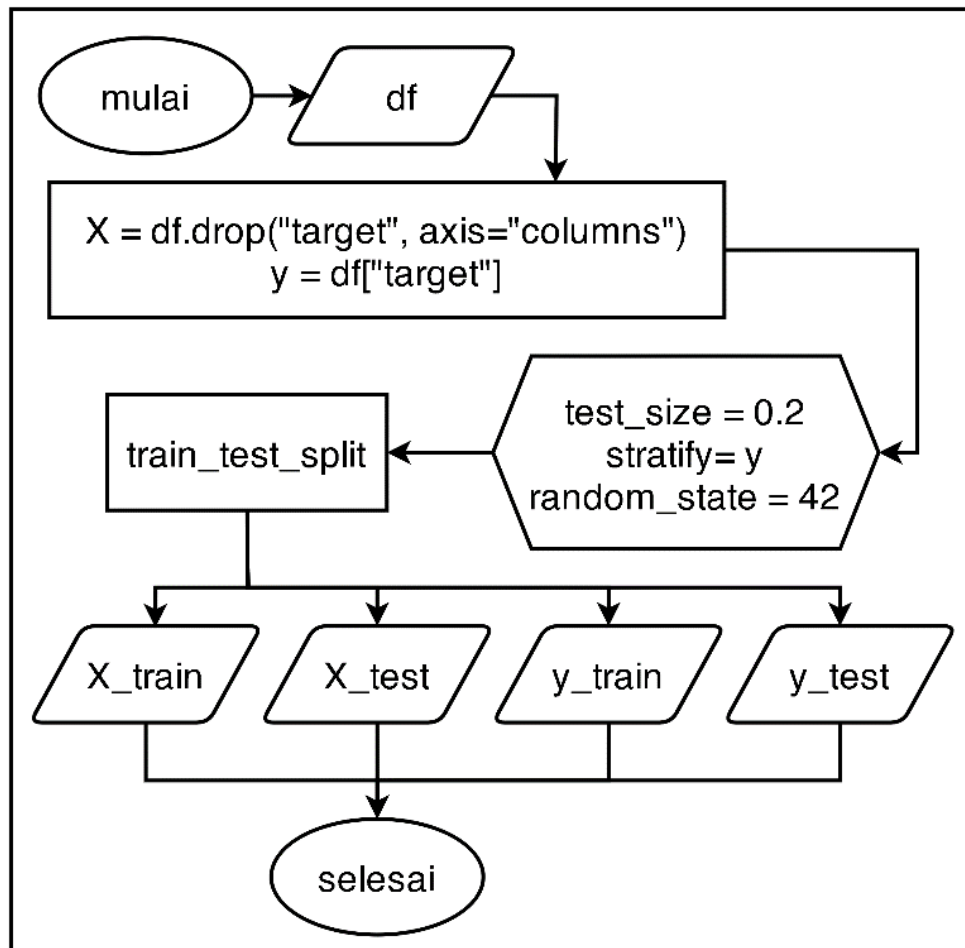 mulai
df
X = df.drop("target", axis="columns")
y = df["target"]
test_size = 0.2
stratify= y
random_state = 42
train_test_split
X_train
X_test
y_train
y_test
selesai